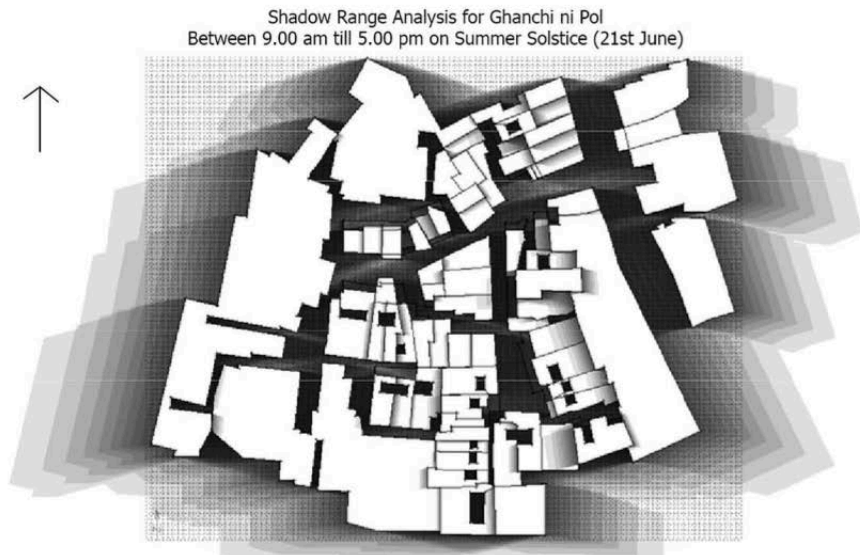 Shadow Range Analysis for Ghanchi ni Pol
Between 9.00 am till 5.00 pm on Summer Solstice (21st June)